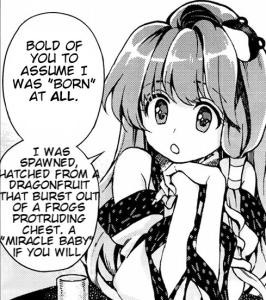 BOLD OF
YOU TO
ASSUME I
WAS "BORN"
AT ALL.
I WAS
SPAWNED,
HATCHED FROM A
DRAGONFRUIT
THAT BURST OUT
OF A FROGS
PROTRUDING
CHEST. A
"MIRACLE BABY"
IF YOU WILL.